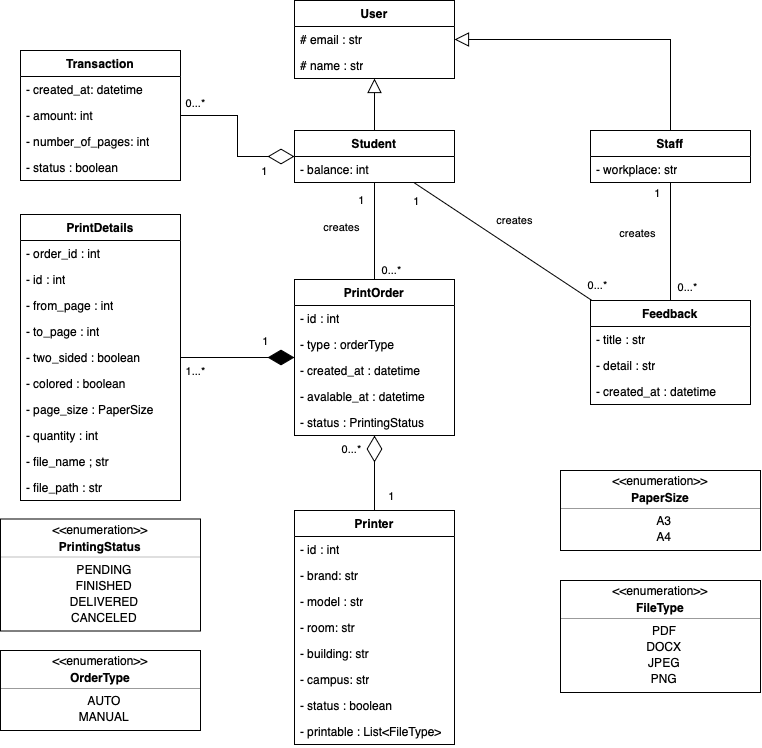 User
# email : str
# name : str
Transaction
- created_at: datetime
- amount: int
- number_of_pages: int
- status : boolean
0...*
1
Student
- balance: int
Staff
- workplace: str
1
creates
0...*
1
creates
0...*
1
creates
0...*
PrintDetails
- order_id : int
- id : int
- from_page : int
- to_page : int
- two_sided : boolean
- colored : boolean
- page_size : PaperSize
- quantity : int
- file_name ; str
- file_path : str
1
1...*
PrintOrder
- id : int
- type : orderType
- created_at : datetime
- avalable_at : datetime
- status : PrintingStatus
Feedback
- title : str
- detail : str
- created_at : datetime
0...*
1
Printer
- id : int
- brand: str
- model : str
- room: str
- building: str
- campus: str
- status : boolean
- printable : List<FileType>
<<enumeration>>
PaperSize
A3
A4
<<enumeration>>
PrintingStatus
PENDING
FINISHED
DELIVERED
CANCELED
<<enumeration>>
FileType
PDF
DOCX
JPEG
PNG
<<enumeration>>
OrderType
AUTO
MANUAL